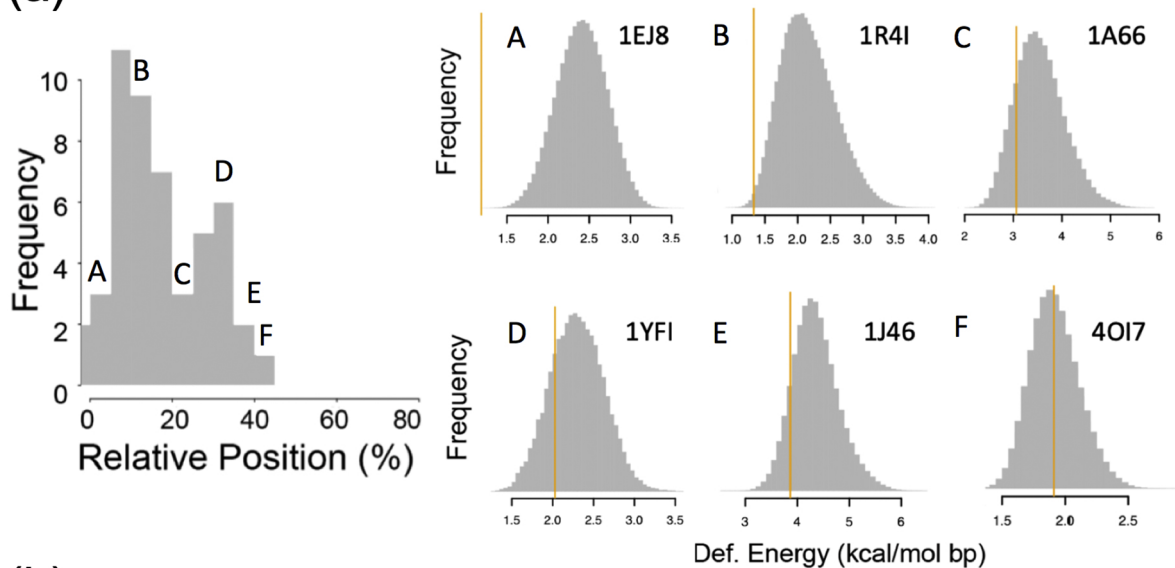 (a)
Frequency
10
8
6
4
2
0
A
B
C
D
E
F
0 20 40 60 80
Relative Position (%)
Frequency
A 1EJ8
1.5 2.0 2.5 3.0 3.5
B 1R4I
1.0 1.5 2.0 2.5 3.0 3.5 4.0
C 1A66
2 3 4 5 6
Frequency
D 1YFI
1.5 2.0 2.5 3.0 3.5
E 1J46
3 4 5 6
F 4OI7
1.5 2.0 2.5
Def. Energy (kcal/mol bp)
(b)